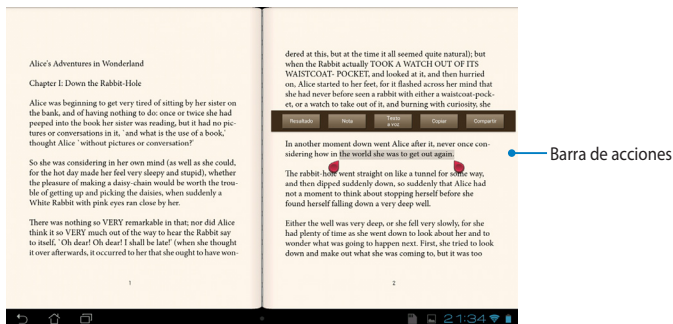 Alice's Adventures in Wonderland
Chapter I: Down the Rabbit-Hole
Alice was beginning to get very tired of sitting by her sister on
the bank, and of having nothing to do: once or twice she had
peeped into the book her sister was reading, but it had no pic-
tures or conversations in it, `and what is the use of a book,'
thought Alice `without pictures or conversation?'
So she was considering in her own mind (as well as she could,
for the hot day made her feel very sleepy and stupid), whether
the pleasure of making a daisy-chain would be worth the trou-
ble of getting up and picking the daisies, when suddenly a
White Rabbit with pink eyes ran close by her.
There was nothing so VERY remarkable in that; nor did Alice
think it so VERY much out of the way to hear the Rabbit say
to itself, `Oh dear! Oh dear! I shall be late!' (when she thought
it over afterwards, it occurred to her that she ought to have won-
1
dered at this, but at the time it all seemed quite natural); but
when the Rabbit actually TOOK A WATCH OUT OF ITS
WAISTCOAT- POCKET, and looked at it, and then hurried
on, Alice started to her feet, for it flashed across her mind that
she had never before seen a rabbit with either a waistcoat-pock-
et, or a watch to take out of it, and burning with curiosity, she
Resaltado Nota Texto a voz Copiar Compartir
In another moment down went Alice after it, never once con-
sidering how in the world she was to get out again.
The rabbit-hole went straight on like a tunnel for some way,
and then dipped suddenly down, so suddenly that Alice had
not a moment to think about stopping herself before she
found herself falling down a very deep well.
Either the well was very deep, or she fell very slowly, for she
had plenty of time as she went down to look about her and to
wonder what was going to happen next. First, she tried to look
down and make out what she was coming to, but it was too
2
21:34
Barra de acciones